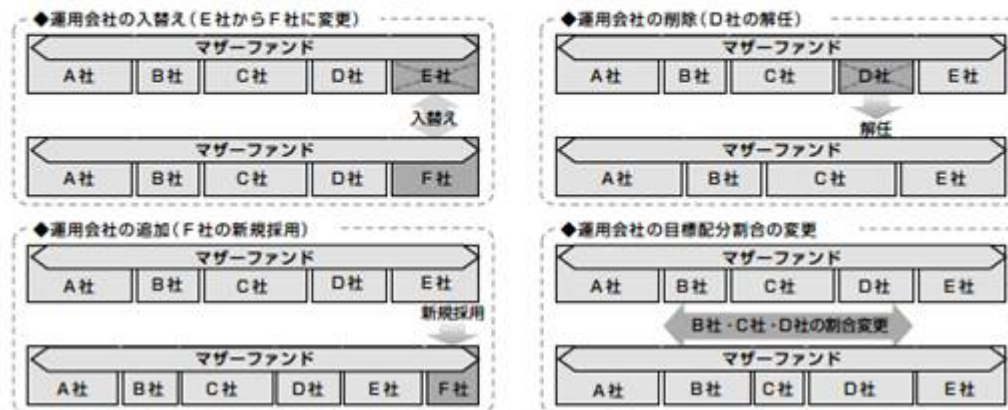 ◆運用会社の入替え(E社からF社に変更)
マザーファンド
A社 B社 C社 D社 E社
入替え
マザーファンド
A社 B社 C社 D社 F社
◆運用会社の削除(D社の解任)
マザーファンド
A社 B社 C社 D社 E社
解任
マザーファンド
A社 B社 C社 E社
◆運用会社の追加(F社の新規採用)
マザーファンド
A社 B社 C社 D社 E社
新規採用
マザーファンド
A社 B社 C社 D社 E社 F社
◆運用会社の目標配分割合の変更
マザーファンド
A社 B社 C社 D社 E社
B社・C社・D社の割合変更
マザーファンド
A社 B社 C社 D社 E社